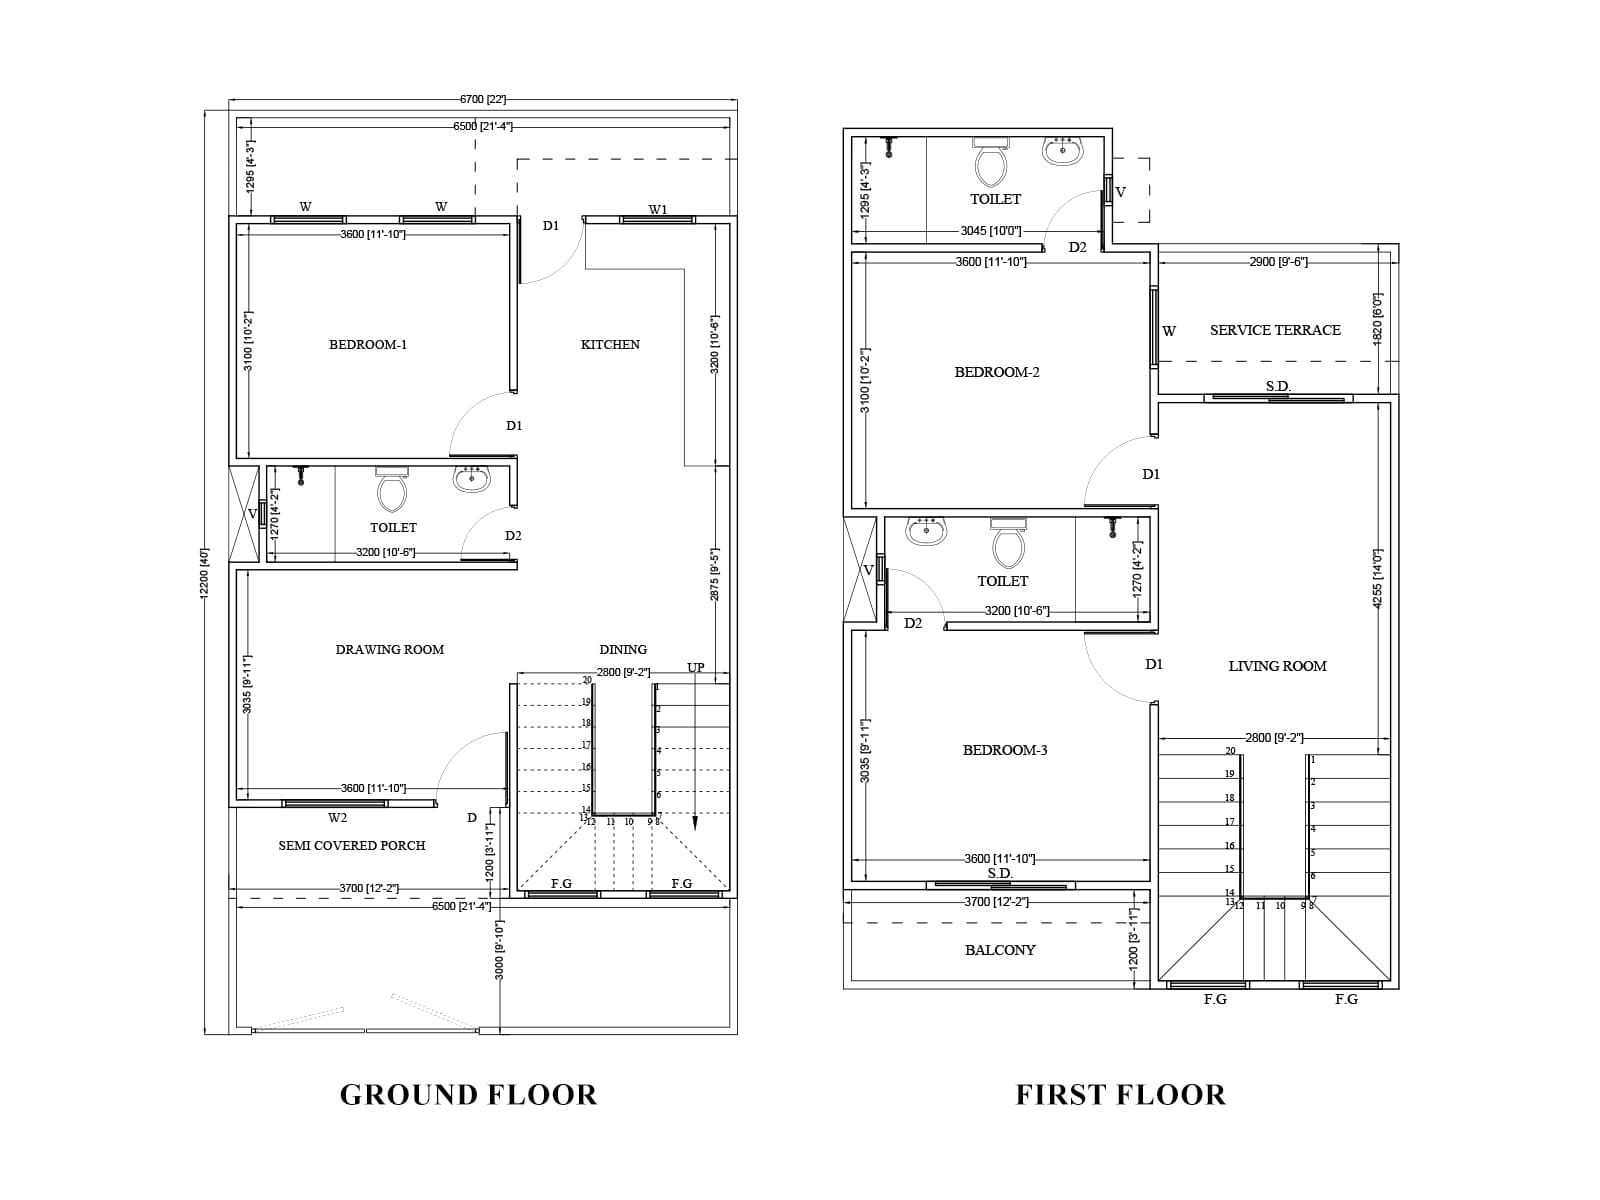 6700 [22']
6500 [21'-4"]
1295 [4'-3"]
W
W
W1
D1
3600 [11'-10"]
3100 [10'-2"]
BEDROOM-1
KITCHEN
3200 [10'-6"]
D1
V
1270 [4'-2"]
TOILET
D2
3200 [10'-6"]
12200 [40']
2875 [9'-5"]
DRAWING ROOM
DINING
3035 [9'-11"]
2800 [9'-2"]
UP
20
19
18
17
16
15
14
13
12
11
10
9
8
7
6
5
4
3
2
1
3600 [11'-10"]
W2
D
SEMI COVERED PORCH
1200 [3'-11"]
3700 [12'-2"]
F.G
F.G
6500 [21'-4"]
3000 [9'-10"]
GROUND FLOOR
1295 [4'-3"]
TOILET
V
3045 [10'0"]
D2
3600 [11'-10"]
2900 [9'-6"]
W
SERVICE TERRACE
1820 [6'0"]
3100 [10'-2"]
BEDROOM-2
S.D.
D1
V
TOILET
1270 [4'-2"]
3200 [10'-6"]
D2
4255 [14'0"]
D1
LIVING ROOM
3035 [9'-11"]
BEDROOM-3
2800 [9'-2"]
20
19
18
17
16
15
14
13
12
11
10
9
8
7
6
5
4
3
2
1
3600 [11'-10"]
S.D.
3700 [12'-2"]
BALCONY
1200 [3'-11"]
F.G
F.G
FIRST FLOOR